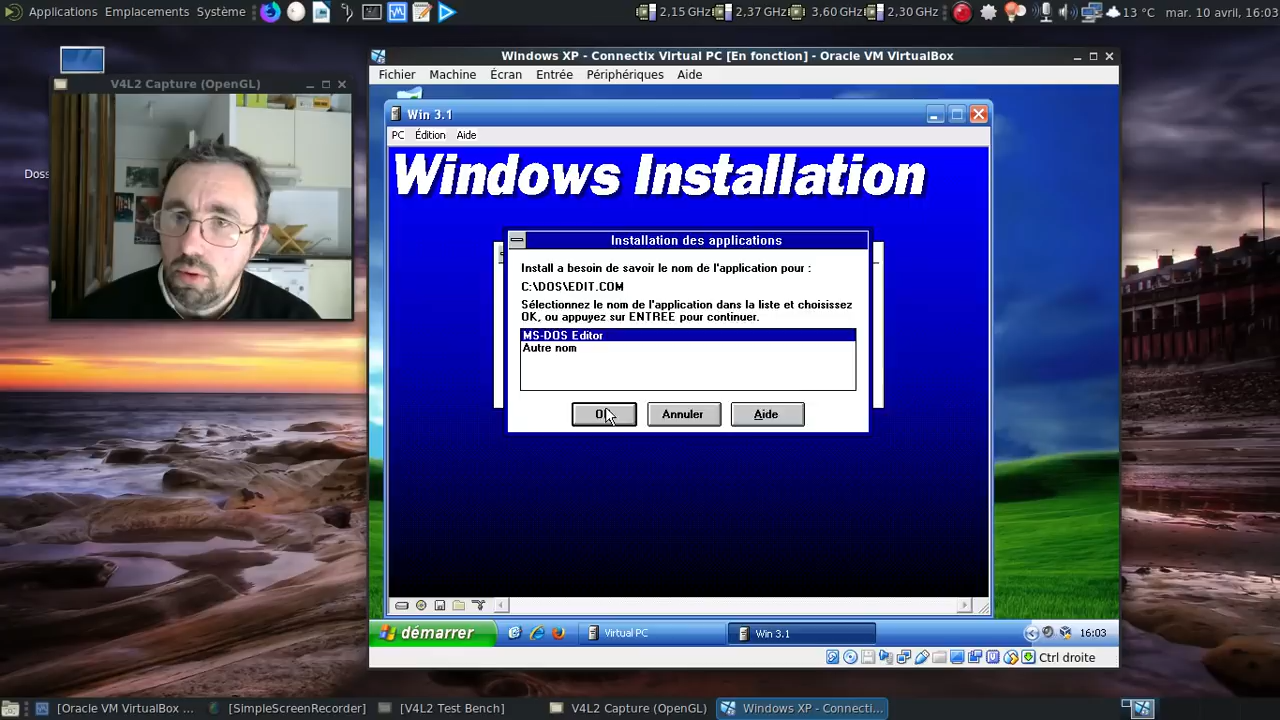 Applications Emplacements Système
2,15 GHz 2,37 GHz 3,60 GHz 2,30 GHz 13 °C mar. 10 avril, 16:03
V4L2 Capture (OpenGL)
Doss
Windows XP - Connectix Virtual PC [En fonction] - Oracle VM VirtualBox
Fichier Machine Écran Entrée Périphériques Aide
Win 3.1
PC Édition Aide
Windows Installation
Installation des applications
Install a besoin de savoir le nom de l'application pour :
C:\DOS\EDIT.COM
Sélectionnez le nom de l'application dans la liste et choisissez
OK, ou appuyez sur ENTREE pour continuer.
MS-DOS Editor
Autre nom
OK Annuler Aide
démarrer Virtual PC Win 3.1 16:03
Ctrl droite
[Oracle VM VirtualBox ... [SimpleScreenRecorder] [V4L2 Test Bench] V4L2 Capture (OpenGL) Windows XP - Connecti...